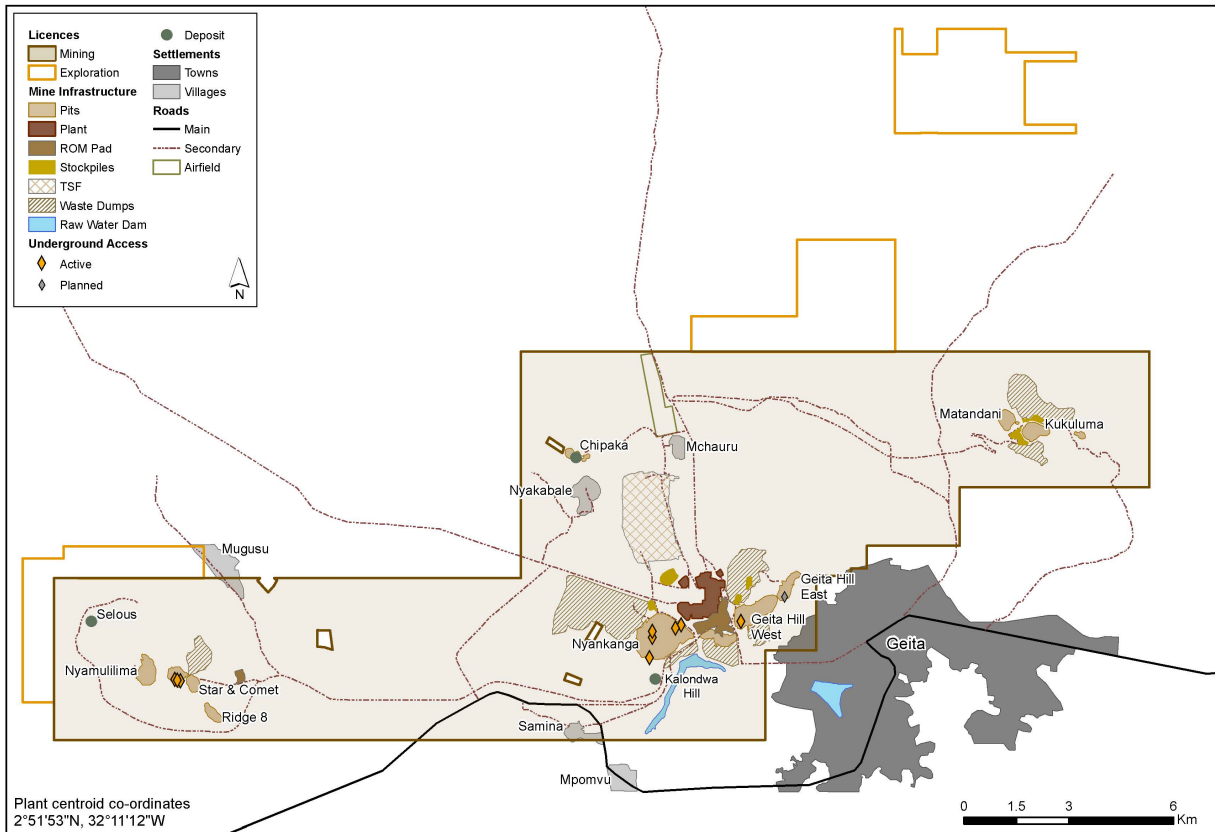 Licences
Mining
Exploration
Mine Infrastructure
Pits
Plant
ROM Pad
Stockpiles
TSF
Waste Dumps
Raw Water Dam
Underground Access
Active
Planned
Deposit
Settlements
Towns
Villages
Roads
Main
Secondary
Airfield
N
Matandani
Kukuluma
Chipaka
Mchauru
Nyakabale
Mugusu
Geita Hill
East
Selous
Geita Hill
West
Nyankanga
Geita
Nyamulilima
Kalondwa
Hill
Star & Comet
Ridge 8
Samina
Mpomvu
Plant centroid co-ordinates
2°51'53"N, 32°11'12"W
0 1.5 3 6
Km